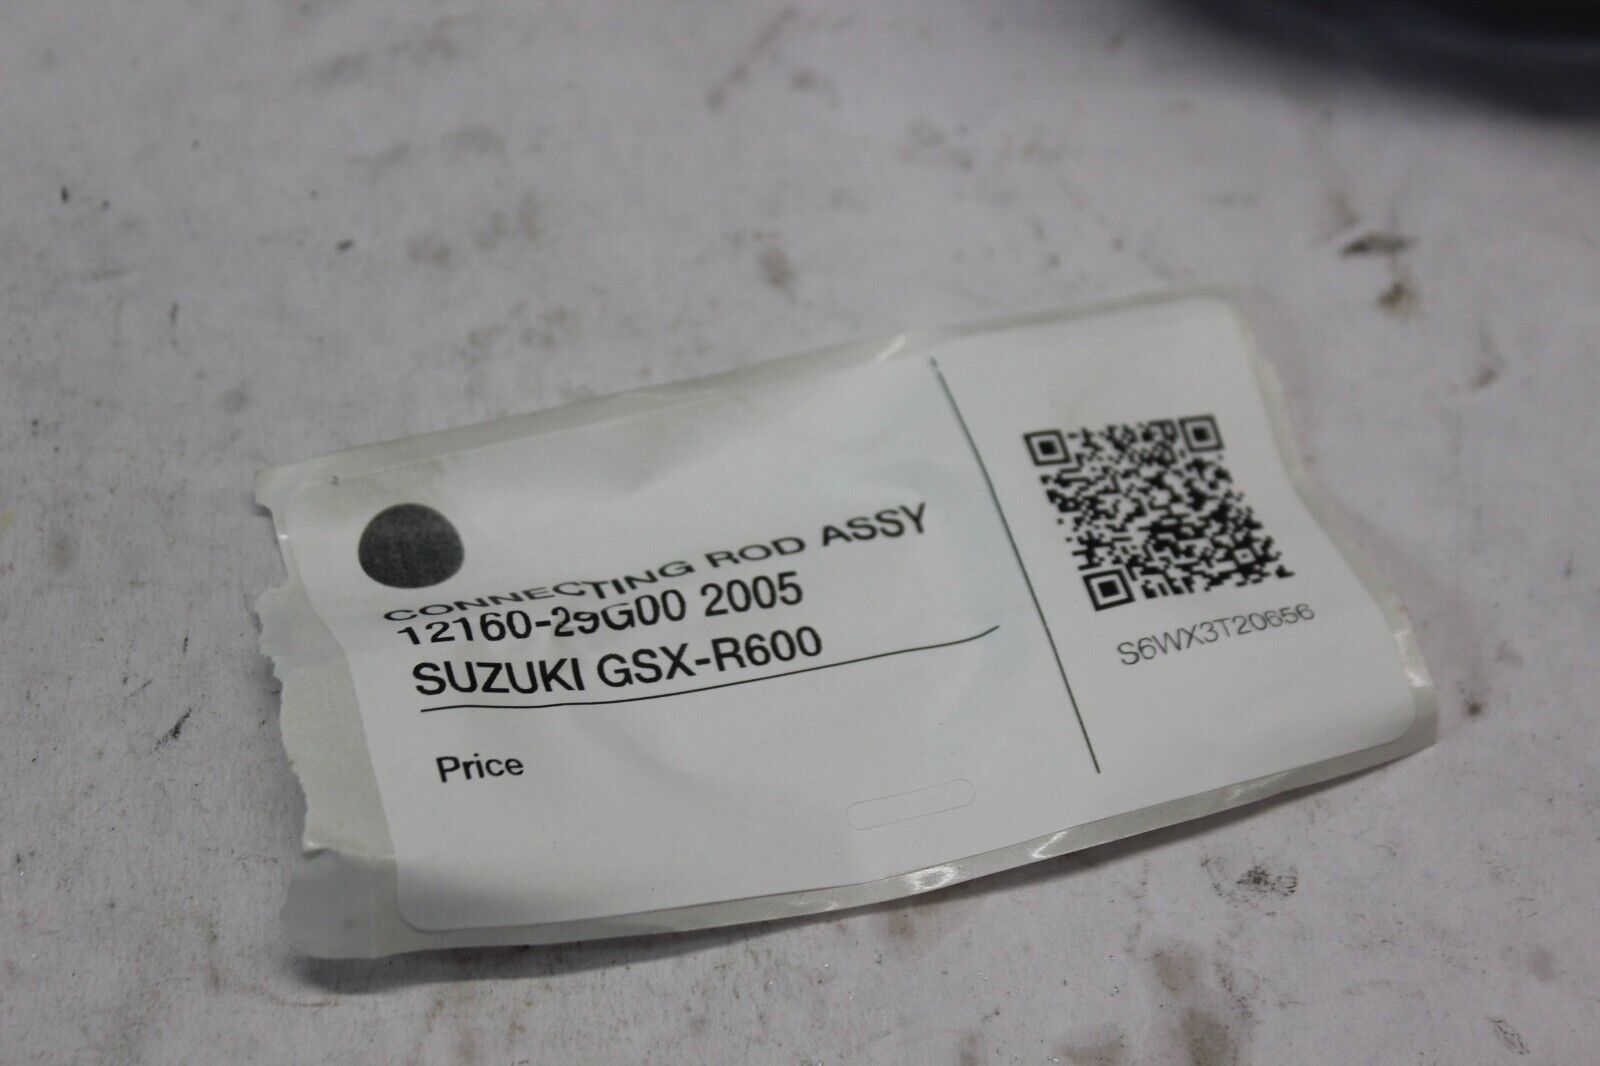 CONNECTING ROD ASSY
12160-29G00 2005
SUZUKI GSX-R600
Price
S6WX3T20656